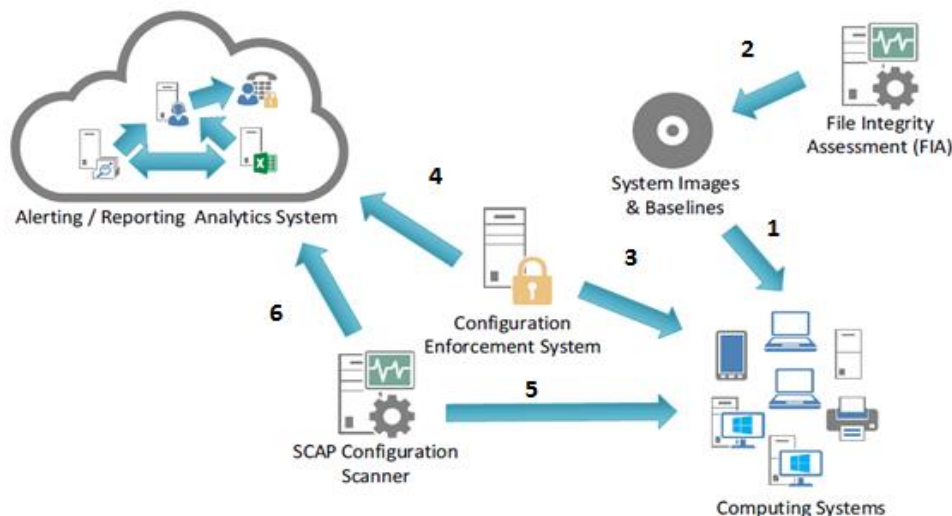 2
File Integrity
Assessment (FIA)
System Images
& Baselines
Alerting / Reporting Analytics System
4
1
3
6
Configuration
Enforcement System
5
SCAP Configuration
Scanner
Computing Systems